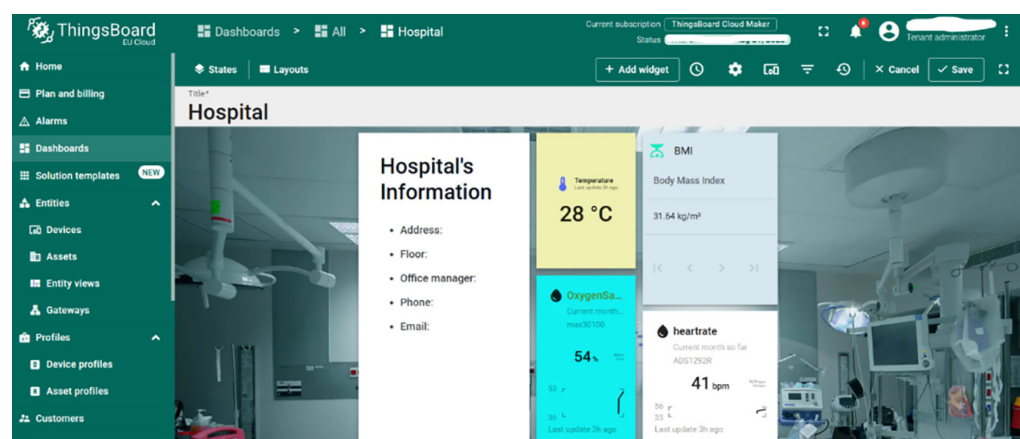 ThingsBoard
EU Cloud
Dashboards > All > Hospital
Current subscription ThingsBoard Cloud Maker
Status
Tenant administrator
Home
Plan and billing
Alarms
Dashboards
Solution templates NEW
Entities
Devices
Assets
Entity views
Gateways
Profiles
Device profiles
Asset profiles
Customers
States Layouts
+ Add widget
× Cancel
Save
Title*
Hospital
Hospital's
Information
• Address:
• Floor:
• Office manager:
• Phone:
• Email:
Temperature
Last update 3h ago
28 °C
OxygenSa...
Current month...
max30100
54 %
Last update 3h ago
BMI
Body Mass Index
31.64 kg/m²
heartrate
Current month so far
ADS1292R
41 bpm
Last update 3h ago